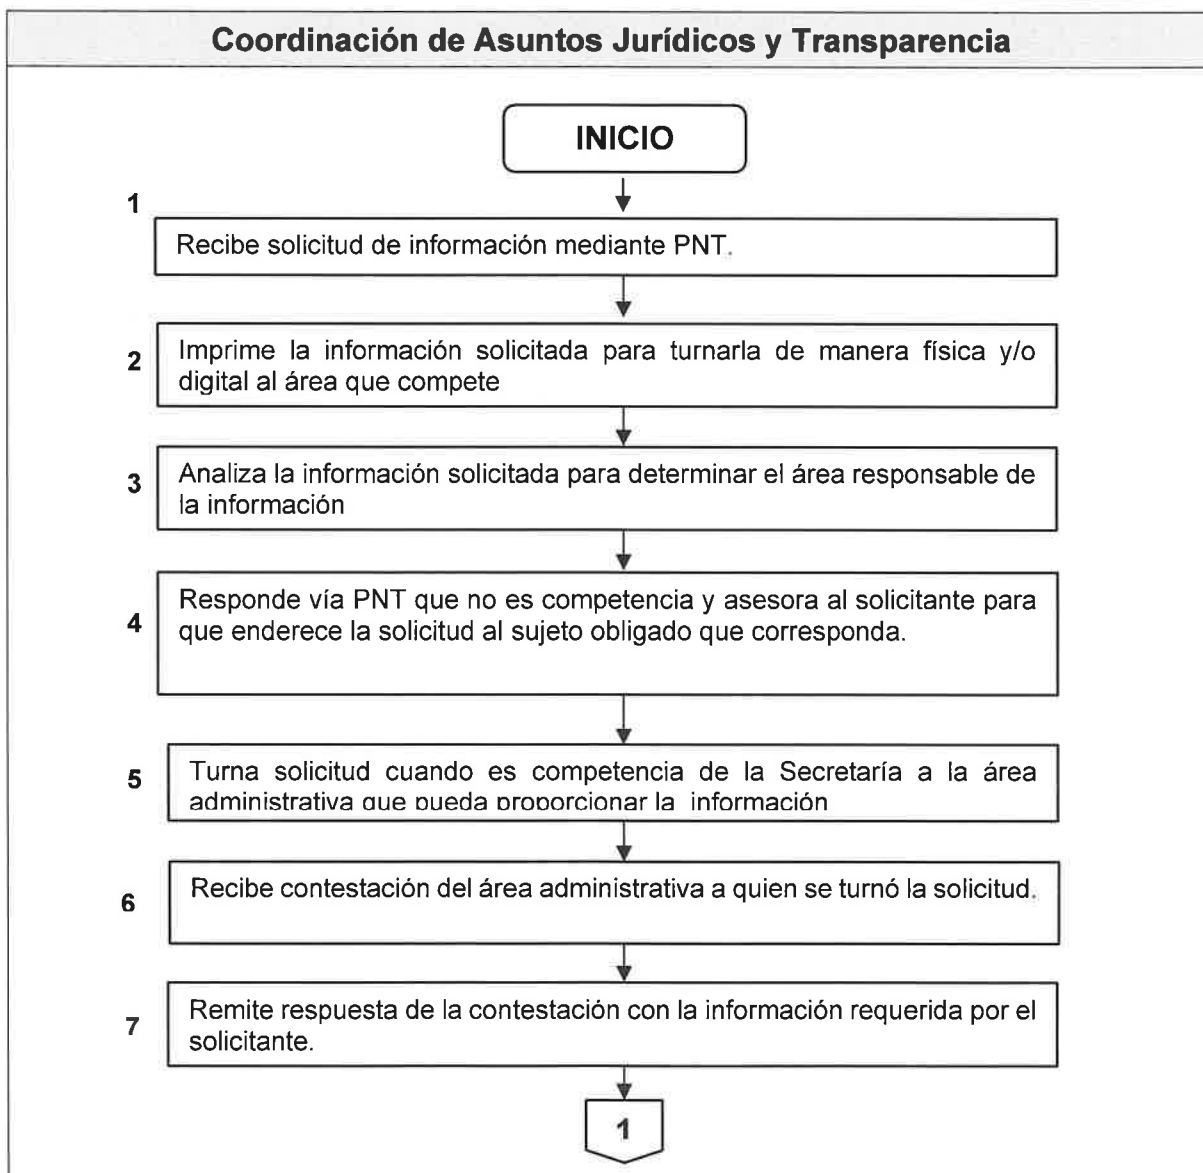 Coordinación de Asuntos Jurídicos y Transparencia
INICIO
1
Recibe solicitud de información mediante PNT.
2
Imprime la información solicitada para turnarla de manera física y/o
digital al área que compete
3
Analiza la información solicitada para determinar el área responsable de
la información
4
Responde vía PNT que no es competencia y asesora al solicitante para
que enderece la solicitud al sujeto obligado que corresponda.
5
Turna solicitud cuando es competencia de la Secretaría a la área
administrativa que pueda proporcionar la información
6
Recibe contestación del área administrativa a quien se turnó la solicitud.
7
Remite respuesta de la contestación con la información requerida por el
solicitante.
1